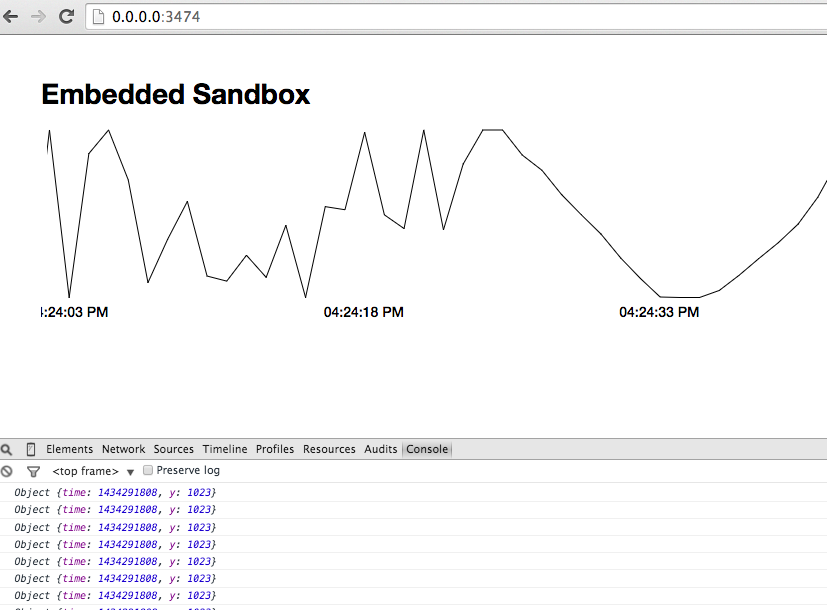 0.0.0.0:3474
Embedded Sandbox
4:24:03 PM 04:24:18 PM 04:24:33 PM
Elements Network Sources Timeline Profiles Resources Audits Console
<top frame> ▼ Preserve log
Object {time: 1434291808, y: 1023}
Object {time: 1434291808, y: 1023}
Object {time: 1434291808, y: 1023}
Object {time: 1434291808, y: 1023}
Object {time: 1434291808, y: 1023}
Object {time: 1434291808, y: 1023}
Object {time: 1434291808, y: 1023}